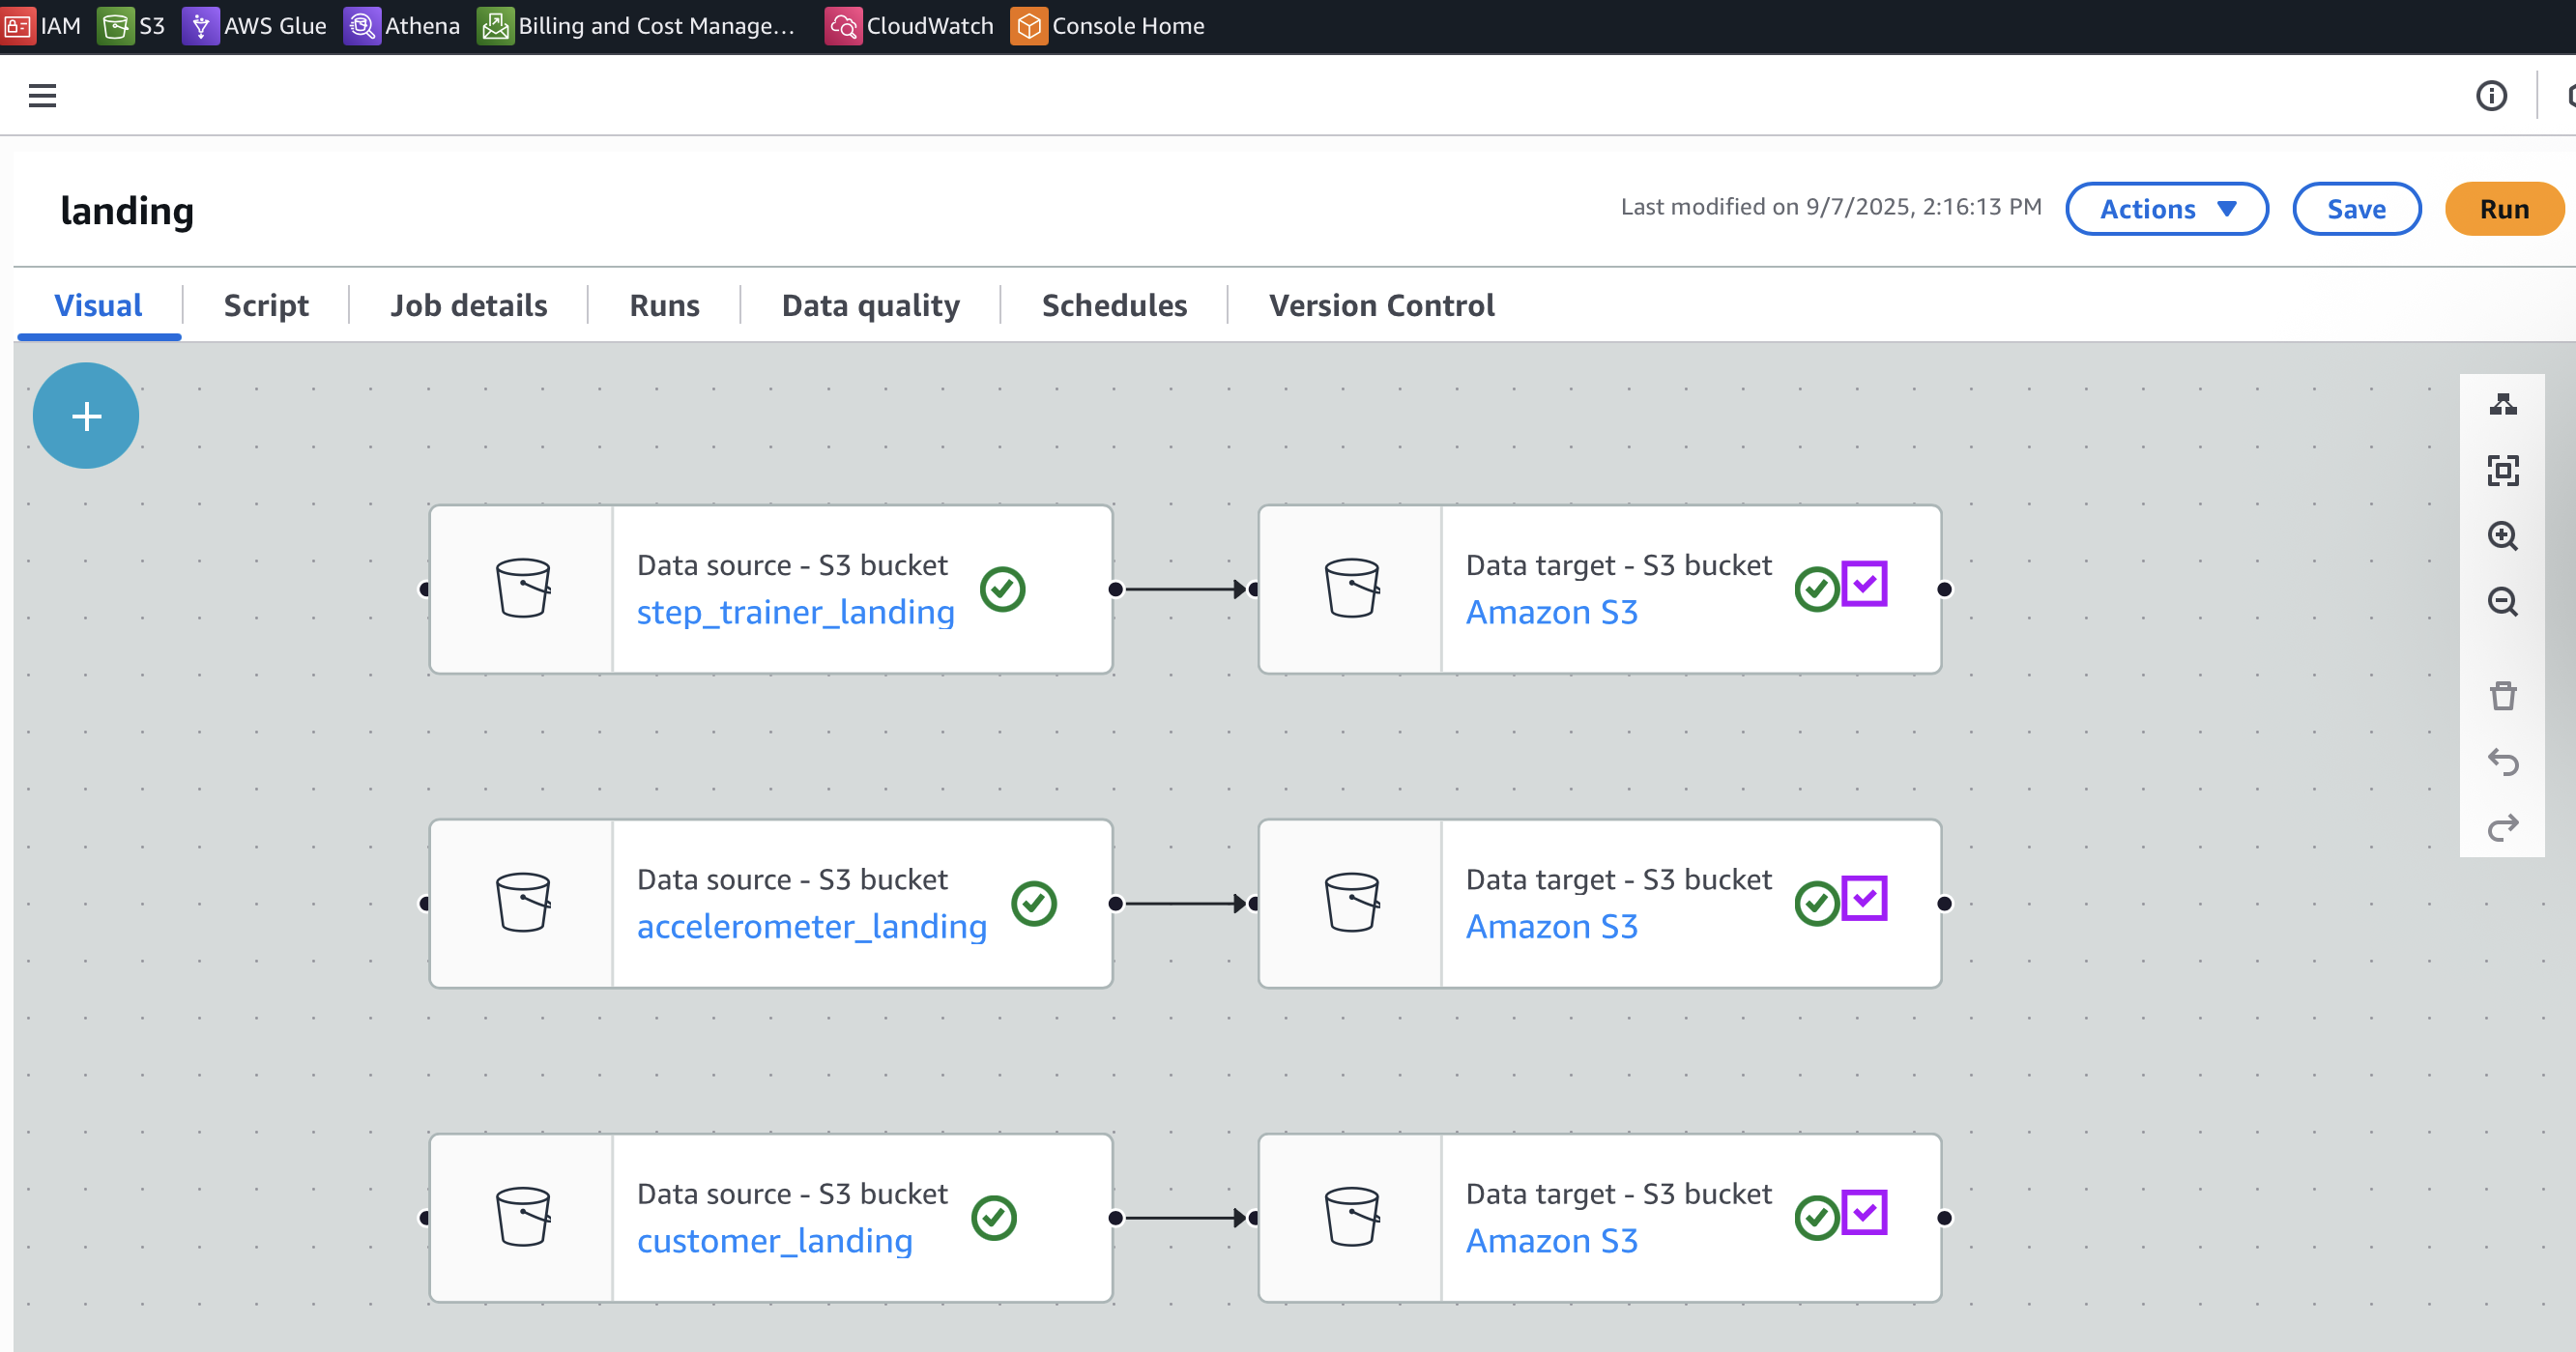 IAM S3 AWS Glue Athena Billing and Cost Manage... CloudWatch Console Home
landing
Last modified on 9/7/2025, 2:16:13 PM
Actions
Save
Run
Visual
Script
Job details
Runs
Data quality
Schedules
Version Control
Data source - S3 bucket
step_trainer_landing
Data target - S3 bucket
Amazon S3
Data source - S3 bucket
accelerometer_landing
Data target - S3 bucket
Amazon S3
Data source - S3 bucket
customer_landing
Data target - S3 bucket
Amazon S3